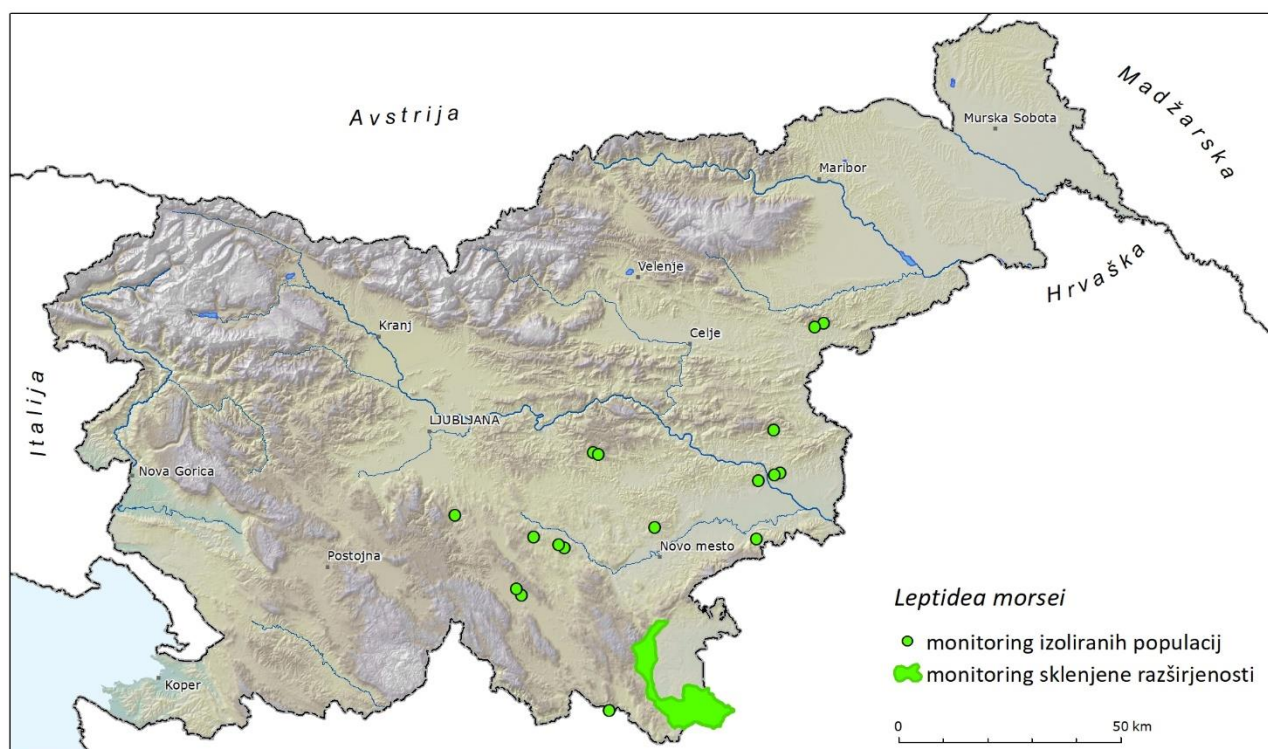 Avstrija
Madžarska
Murska Sobota
Maribor
Hrvaška
Velenje
Kranj
Celje
Italija
LJUBLJANA
Nova Gorica
Postojna
Novo mesto
Koper
Leptidea morsei
monitoring izoliranih populacij
monitoring sklenjene razširjenosti
0 50 km